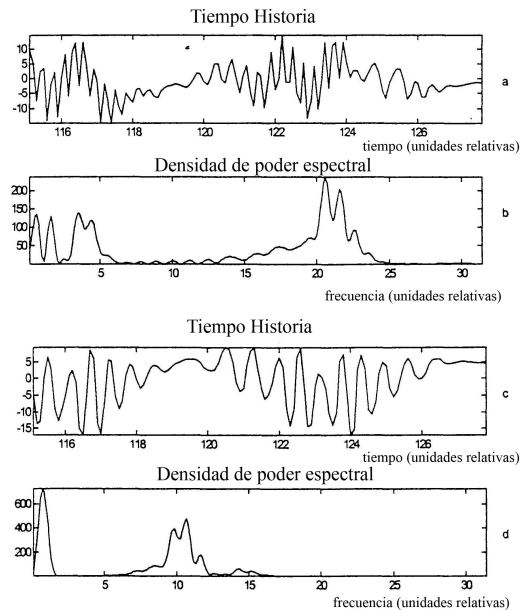 Tiempo Historia
10
5
0
-5
-10
116 118 120 122 124 126
a
tiempo (unidades relativas)
Densidad de poder espectral
200
150
100
50
5 10 15 20 25 30
b
frecuencia (unidades relativas)
Tiempo Historia
5
0
-5
-10
-15
116 118 120 122 124 126
c
tiempo (unidades relativas)
Densidad de poder espectral
600
400
200
5 10 15 20 25 30
d
frecuencia (unidades relativas)